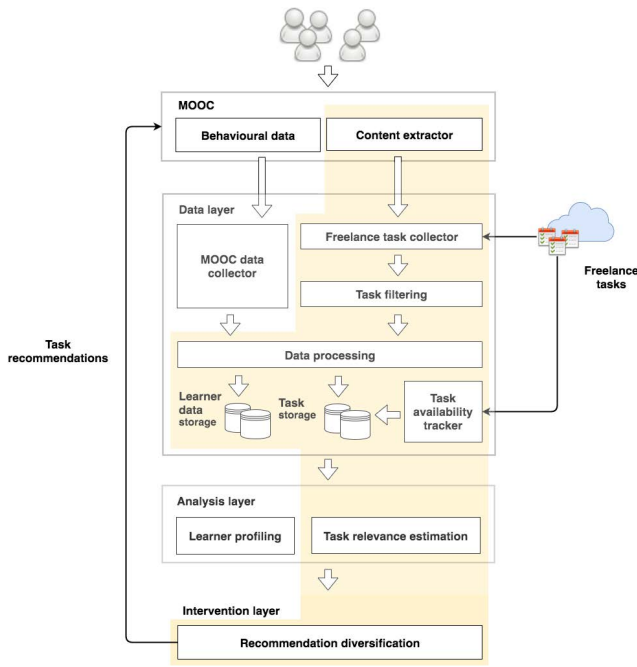 MOOC
Behavioural data
Content extractor
Data layer
MOOC data
collector
Freelance task collector
Task filtering
Freelance
tasks
Task
recommendations
Data processing
Learner
data
storage
Task
storage
Task
availability
tracker
Analysis layer
Learner profiling
Task relevance estimation
Intervention layer
Recommendation diversification